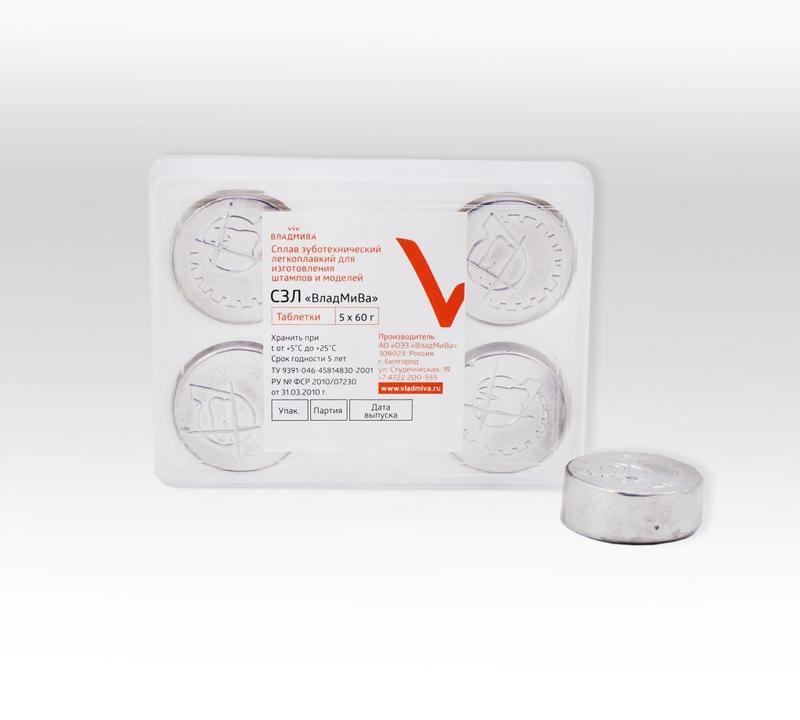 ВЛАДМИВА
Сплав зуботехнический
легкоплавкий для
изготовления
штампов и моделей
СЗЛ «ВладМиВа»
Таблетки 5 x 60 г
Хранить при
t от +5°C до +25°C
Срок годности 5 лет
ТУ 9391-046-45814830-2001
РУ № ФСР 2010/07230
от 31.03.2010 г.
Производитель:
АО «ОЭЗ «ВладМиВа»
308023, Россия
г. Белгород
ул. Студенческая, 19
+7 4722 200-555
www.vladmiva.ru
Упак. Партия Дата
выпуска